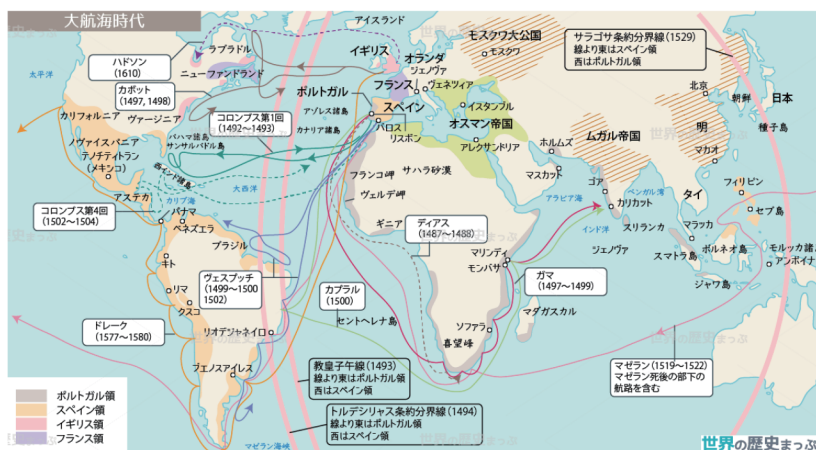 大航海時代
アイスランド
ラブラドル
ハドソン
(1610)
ニューファンドランド
カボット
(1497, 1498)
太平洋
カリフォルニア
ヴァージニア
コロンブス第1回
(1492〜1493)
ノヴァイスパニア
テノチティトラン
(メキシコ)
バハマ諸島
サンサルバドル島
西インド諸島
アステカ
カリブ海
大西洋
コロンブス第4回
(1502〜1504)
パナマ
ベネズエラ
ブラジル
キト
リマ
クスコ
ヴェスプッチ
(1499〜1500
1502)
ドレーク
(1577〜1580)
リオデジャネイロ
ブエノスアイレス
マゼラン海峡
イギリス
オランダ
ジェノヴァ
フランス
ヴェネツィア
ポルトガル
スペイン
アゾレス諸島
カナリア諸島
パロス
リスボン
モスクワ大公国
モスクワ
イスタンブル
オスマン帝国
アレクサンドリア
フランコ岬
サハラ砂漠
ヴェルデ岬
ギニア
ディアス
(1487〜1488)
カブラル
(1500)
セントヘレナ島
喜望峰
ソファラ
マリンディ
モンバサ
マダガスカル
ガマ
(1497〜1499)
ホルムズ
マスカット
アラビア海
ムガル帝国
ゴア
カリカット
ベンガル湾
スリランカ
インド洋
ジェノヴァ
サラゴサ条約分界線(1529)
線より東はスペイン領
西はポルトガル領
北京
朝鮮
日本
種子島
明
マカオ
タイ
フィリピン
セブ島
マラッカ
スマトラ島
ボルネオ島
ジャワ島
モルッカ諸島
アンボイナ
マゼラン(1519〜1522)
マゼラン死後の部下の
航路を含む
教皇子午線(1493)
線より東はポルトガル領
西はスペイン領
トルデシリャス条約分界線(1494)
線より東はポルトガル領
西はスペイン領
ポルトガル領
スペイン領
イギリス領
フランス領
世界の歴史まっぷ